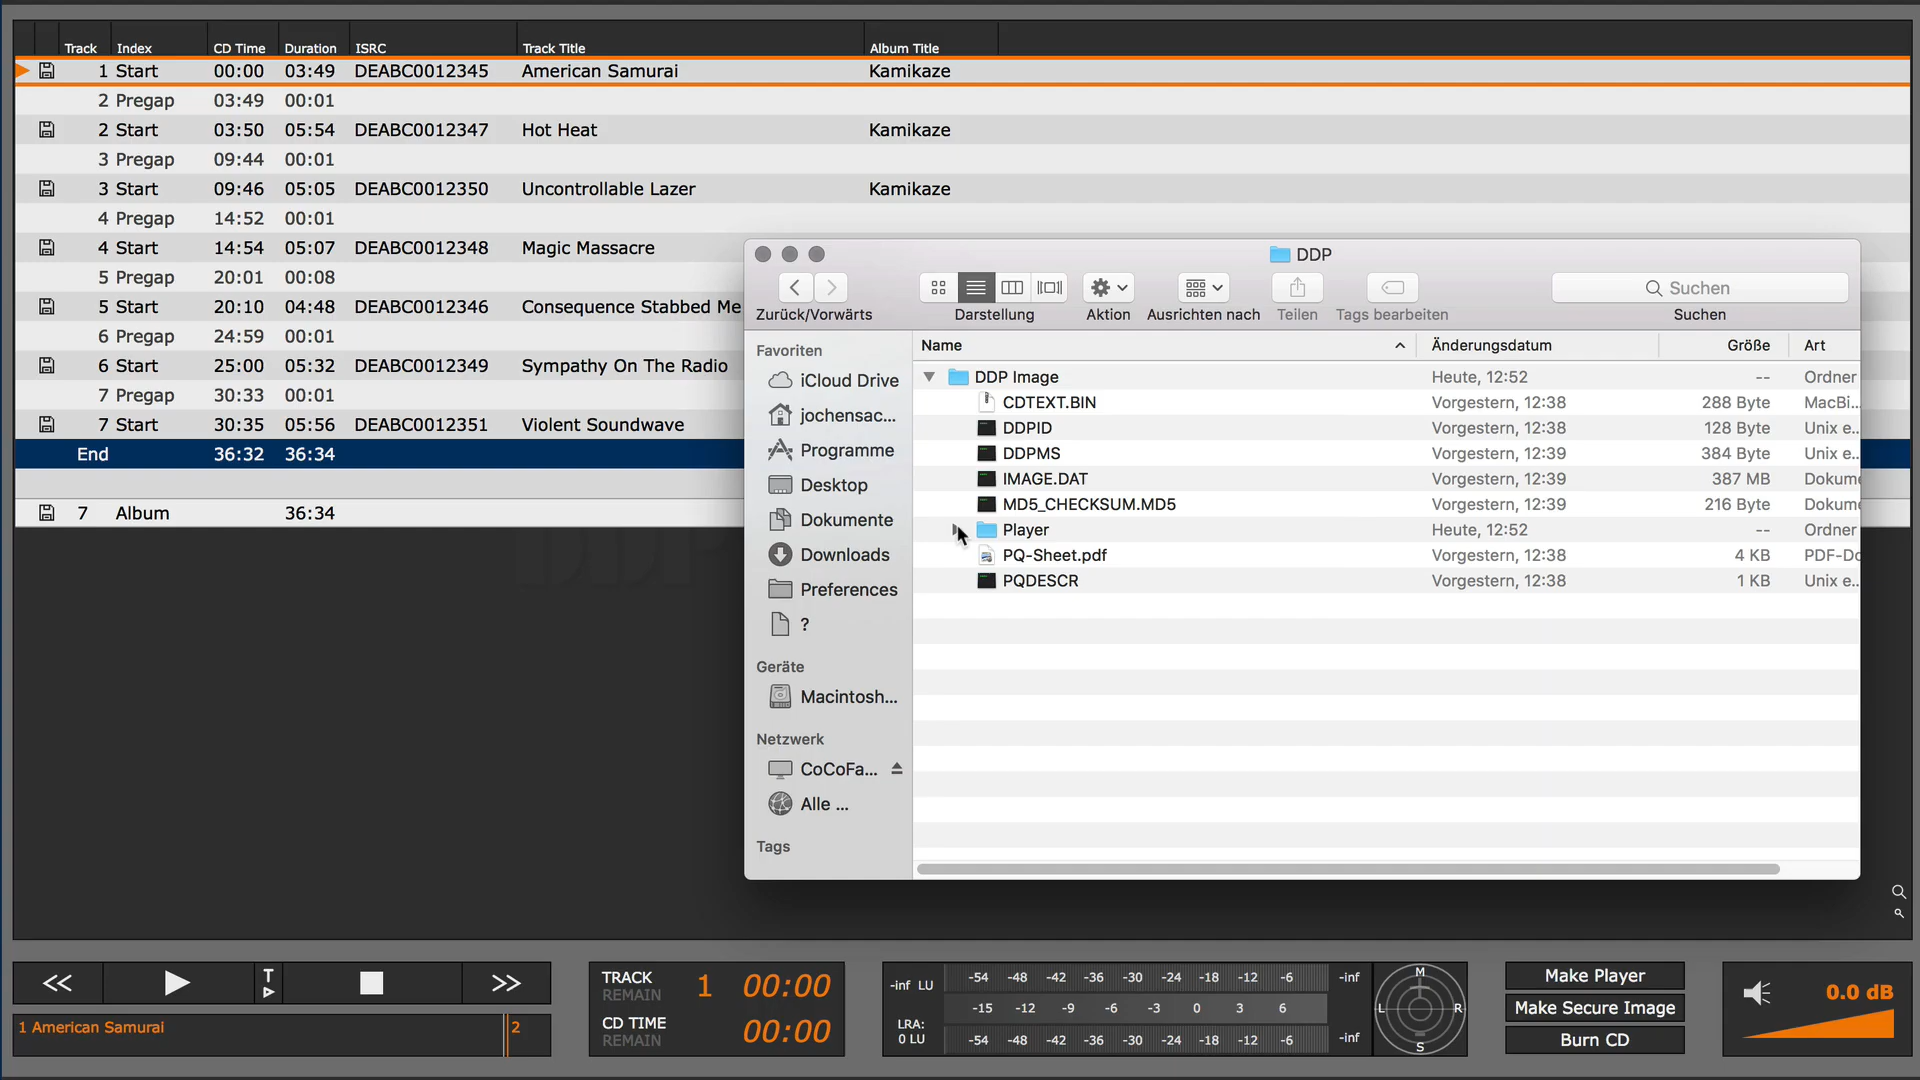 Track Index CD Time Duration ISRC Track Title Album Title
1 Start 00:00 03:49 DEABC0012345 American Samurai Kamikaze
2 Pregap 03:49 00:01
2 Start 03:50 05:54 DEABC0012347 Hot Heat Kamikaze
3 Pregap 09:44 00:01
3 Start 09:46 05:05 DEABC0012350 Uncontrollable Lazer Kamikaze
4 Pregap 14:52 00:01
4 Start 14:54 05:07 DEABC0012348 Magic Massacre
5 Pregap 20:01 00:08
5 Start 20:10 04:48 DEABC0012346 Consequence Stabbed Me
6 Pregap 24:59 00:01
6 Start 25:00 05:32 DEABC0012349 Sympathy On The Radio
7 Pregap 30:33 00:01
7 Start 30:35 05:56 DEABC0012351 Violent Soundwave
End 36:32 36:34
7 Album 36:34
DDP
Suchen
Zurück/Vorwärts Darstellung Aktion Ausrichten nach Teilen Tags bearbeiten Suchen
Favoriten
iCloud Drive
jochensac...
Programme
Desktop
Dokumente
Downloads
Preferences
?
Geräte
Macintosh...
Netzwerk
CoCoFa...
Alle ...
Tags
Name Änderungsdatum Größe Art
DDP Image Heute, 12:52 -- Ordner
CDTEXT.BIN Vorgestern, 12:38 288 Byte MacBi...
DDPID Vorgestern, 12:38 128 Byte Unix e...
DDPMS Vorgestern, 12:39 384 Byte Unix e...
IMAGE.DAT Vorgestern, 12:39 387 MB Dokume
MD5_CHECKSUM.MD5 Vorgestern, 12:39 216 Byte Dokume
Player Heute, 12:52 -- Ordner
PQ-Sheet.pdf Vorgestern, 12:38 4 KB PDF-Do
PQDESCR Vorgestern, 12:38 1 KB Unix e...
<< T >>
1 American Samurai 2
TRACK 1 00:00
REMAIN
CD TIME 00:00
REMAIN
-inf LU -54 -48 -42 -36 -30 -24 -18 -12 -6 -inf
-15 -12 -9 -6 -3 0 3 6
LRA:
0 LU -54 -48 -42 -36 -30 -24 -18 -12 -6 -inf
M
L R
S
Make Player
Make Secure Image
Burn CD
0.0 dB